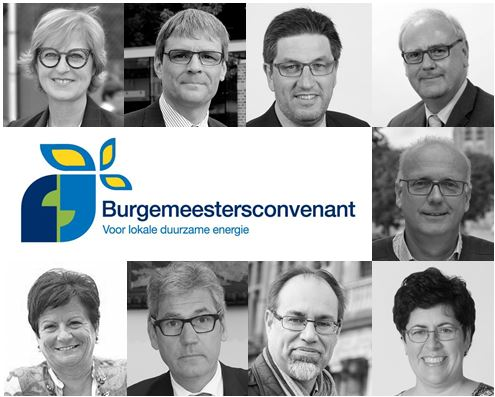 Burgemeestersconvenant
Voor lokale duurzame energie